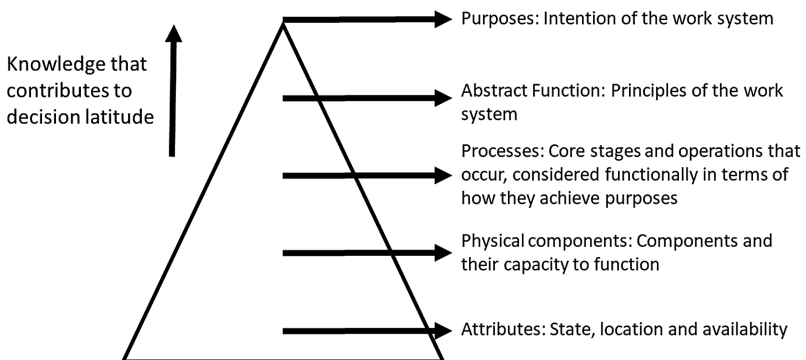 Purposes: Intention of the work system
Knowledge that
contributes to
decision latitude
Abstract Function: Principles of the work
system
Processes: Core stages and operations that
occur, considered functionally in terms of
how they achieve purposes
Physical components: Components and
their capacity to function
Attributes: State, location and availability